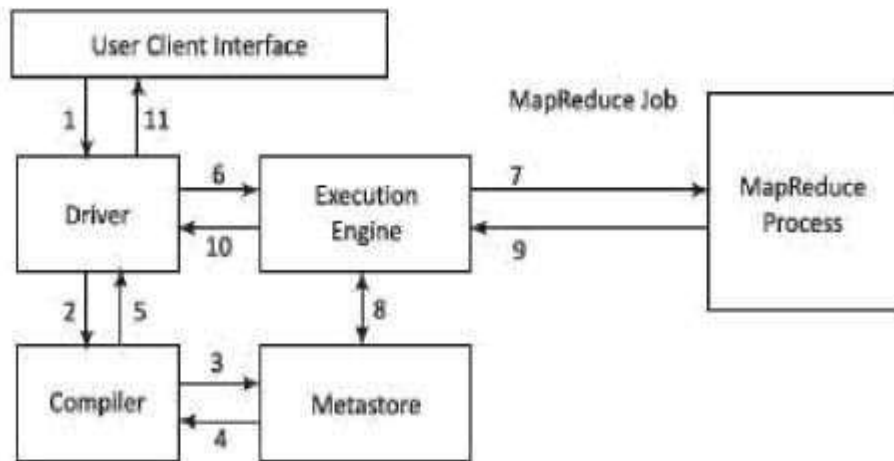 User Client Interface
1
11
MapReduce Job
Driver
6
Execution
Engine
7
MapReduce
Process
10
9
2
5
8
Compiler
3
Metastore
4